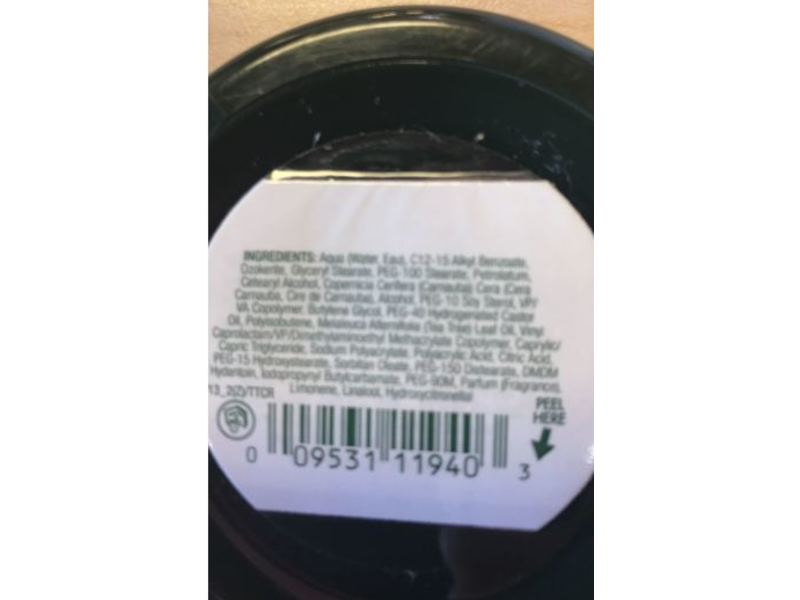 INGREDIENTS: Aqua (Water, Eau), C12-15 Alkyl Benzoate,
Ozokerite, Glyceryl Stearate, PEG-100 Stearate, Petrolatum,
Cetearyl Alcohol, Copernicia Cerifera (Carnauba) Cera (Cera
Carnauba, Cire de Carnauba), Alcohol, PEG-10 Soy Sterol, VP/
VA Copolymer, Butylene Glycol, PEG-40 Hydrogenated Castor
Oil, Polyisobutene, Melaleuca Alternifolia (Tea Tree) Leaf Oil, Vinyl
Caprolactam/VP/Dimethylaminoethyl Methacrylate Copolymer, Caprylic/
Capric Triglyceride, Sodium Polyacrylate, Polyacrylic Acid, Citric Acid,
PEG-15 Hydroxystearate, Sorbitan Oleate, PEG-150 Distearate, DMDM
Hydantoin, Iodopropynyl Butylcarbamate, PEG-90M, Parfum (Fragrance),
Limonene, Linalool, Hydroxycitronellal
13_2(Z)/TTCR
PEEL
HERE
0 09531 11940 3